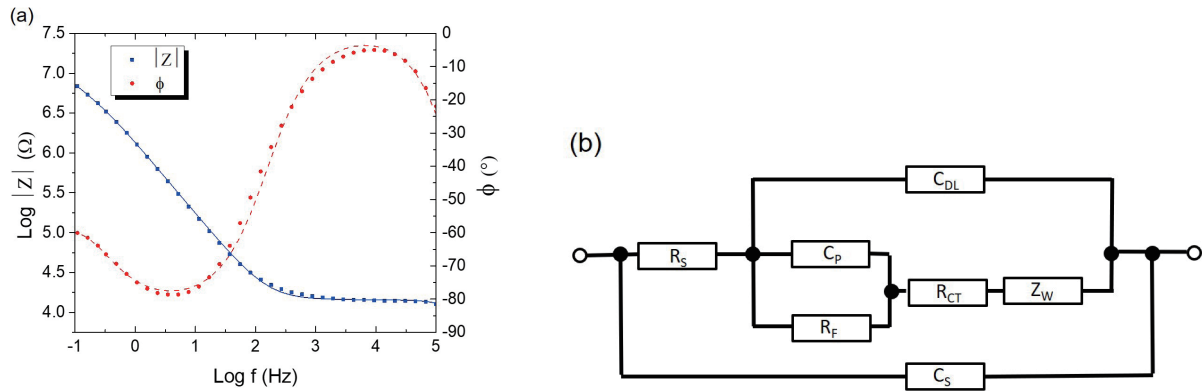 (a)
|Z|
ϕ
7.5
7.0
6.5
6.0
5.5
5.0
4.5
4.0
Log |Z| (Ω)
0
-10
-20
-30
-40
-50
-60
-70
-80
-90
ϕ (°)
-1 0 1 2 3 4 5
Log f (Hz)
(b)
C_DL
R_S
C_P
R_CT
Z_W
R_F
C_S